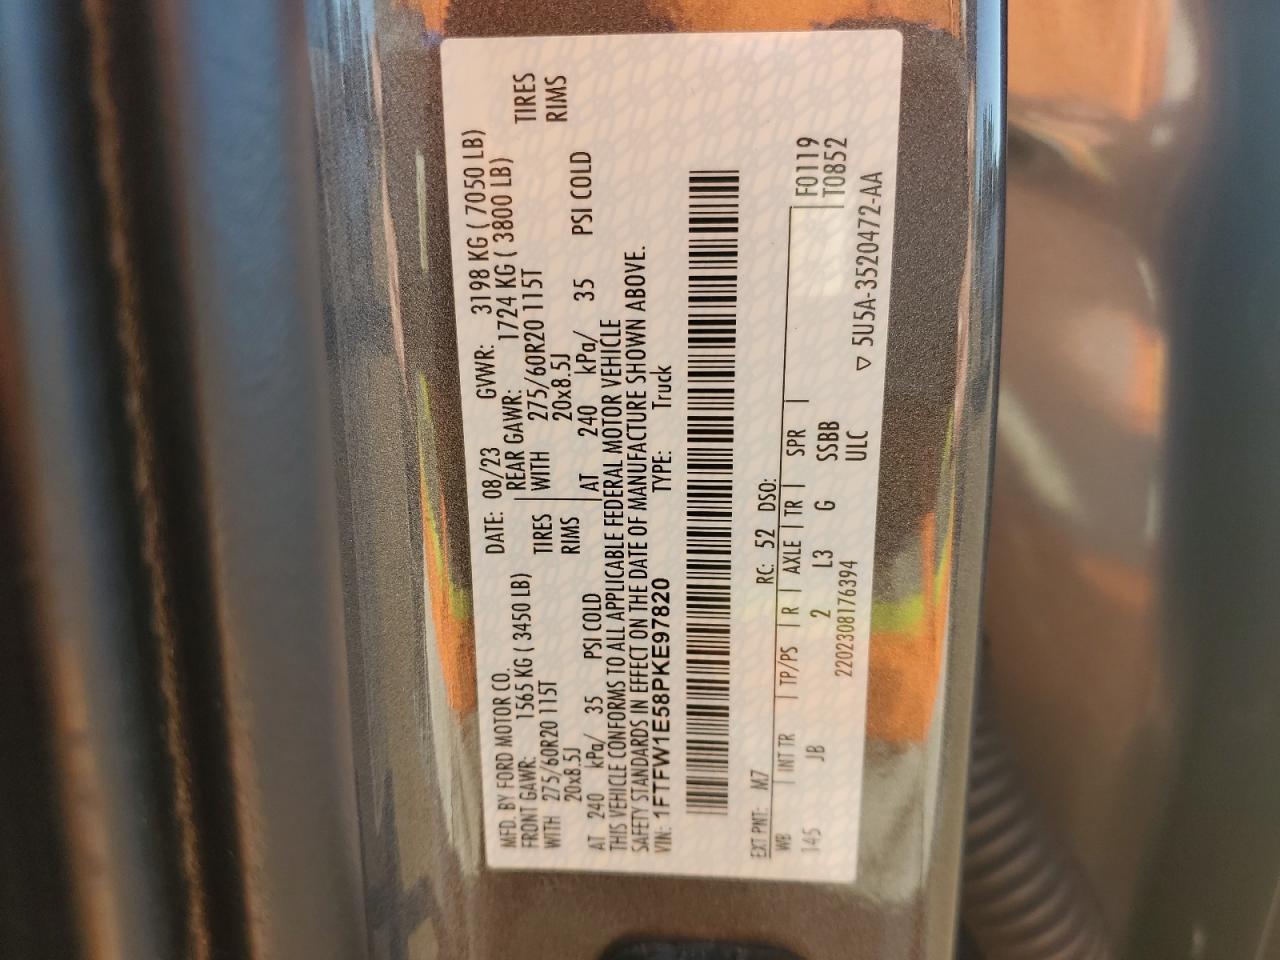 MFD. BY FORD MOTOR CO. DATE: 08/23 GVWR: 3198 KG ( 7050 LB)
FRONT GAWR: 1565 KG ( 3450 LB) REAR GAWR: 1724 KG ( 3800 LB)
WITH 275/60R20 115T TIRES WITH 275/60R20 115T TIRES
20x8.5J RIMS 20x8.5J RIMS
AT 240 kPa/ 35 PSI COLD AT 240 kPa/ 35 PSI COLD
THIS VEHICLE CONFORMS TO ALL APPLICABLE FEDERAL MOTOR VEHICLE
SAFETY STANDARDS IN EFFECT ON THE DATE OF MANUFACTURE SHOWN ABOVE.
VIN: 1FTFW1E58PKE97820 TYPE: Truck
EXT PNT: M7 RC: 52 DSO:
WB | INT TR | TP/PS | R | AXLE | TR | SPR | F0119
145 JB 2 L3 G SSBB T0852
2202308176394 ULC
▽ 5U5A-3520472-AA